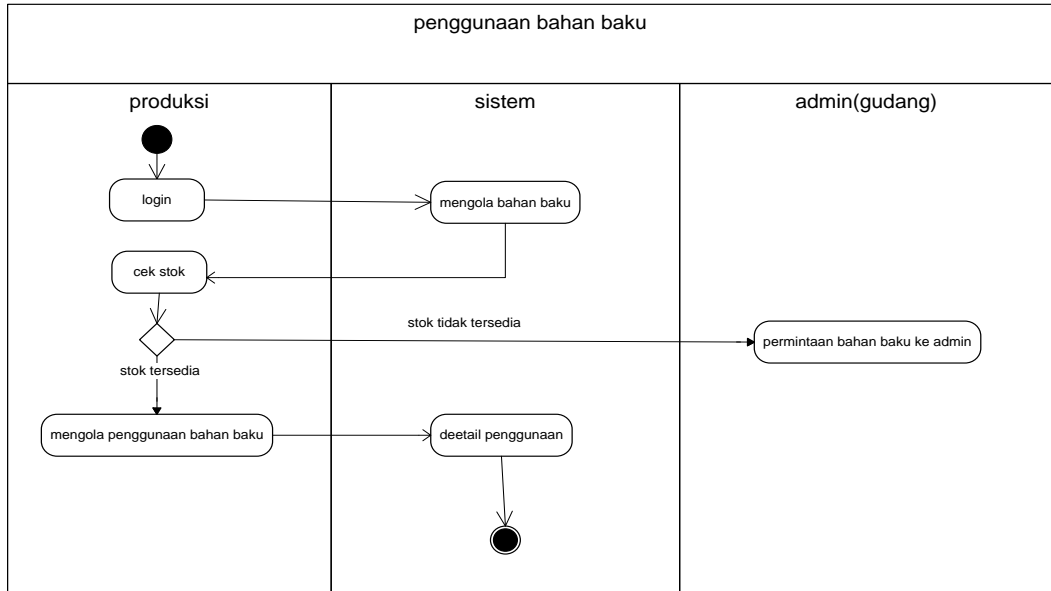 penggunaan bahan baku
produksi
sistem
admin(gudang)
login
mengola bahan baku
cek stok
stok tidak tersedia
permintaan bahan baku ke admin
stok tersedia
mengola penggunaan bahan baku
deetail penggunaan